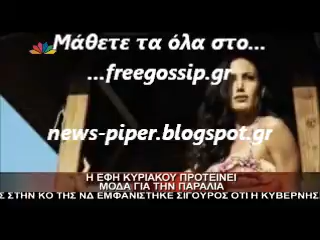 Μάθετε τα όλα στο...
...freegossip.gr
news-piper.blogspot.gr
Η ΕΦΗ ΚΥΡΙΑΚΟΥ ΠΡΟΤΕΙΝΕΙ
ΜΟΔΑ ΓΙΑ ΤΗΝ ΠΑΡΑΛΙΑ
Σ ΣΤΗΝ ΚΟ ΤΗΣ ΝΔ ΕΜΦΑΝΙΣΤΗΚΕ ΣΙΓΟΥΡΟΣ ΟΤΙ Η ΚΥΒΕΡΝΗΣ